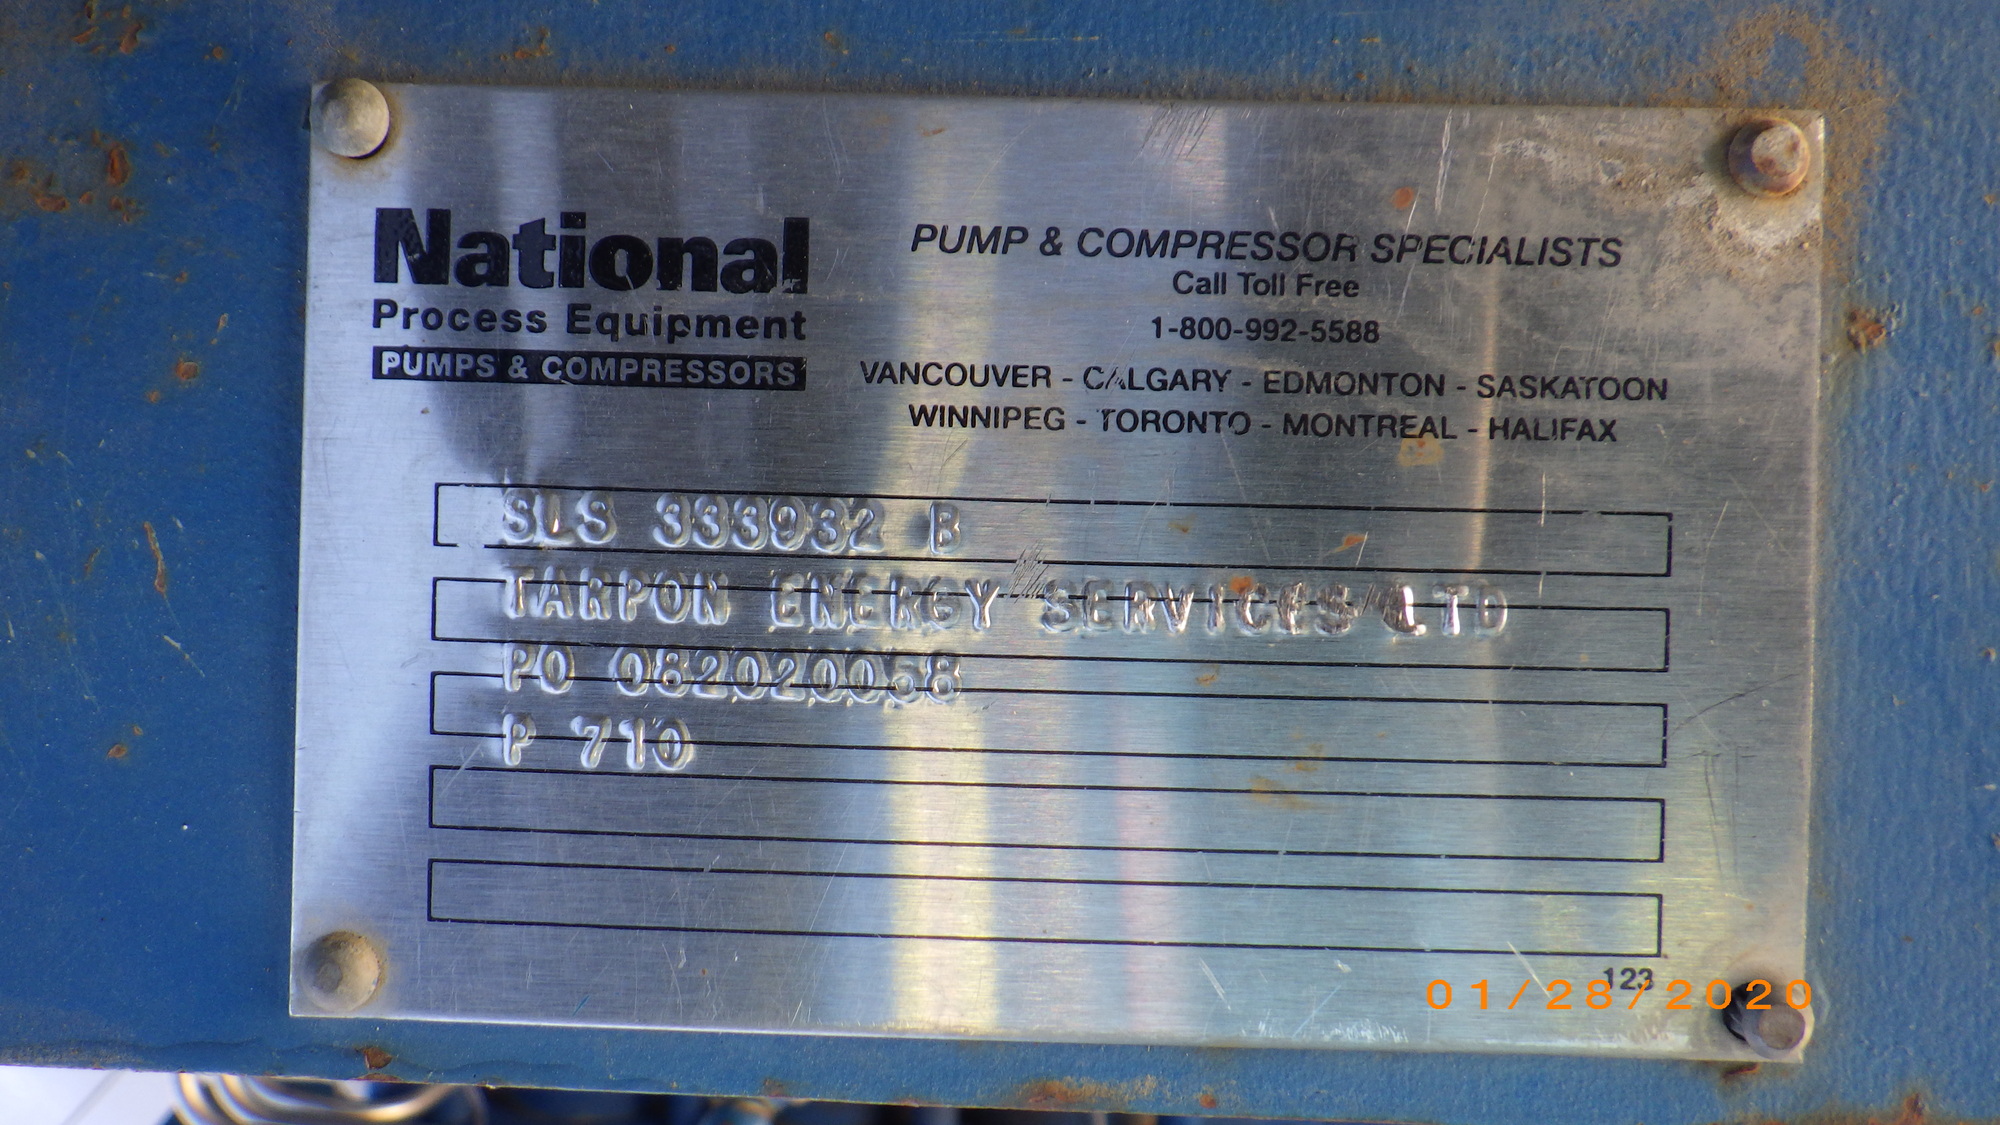 National
Process Equipment
PUMPS & COMPRESSORS
PUMP & COMPRESSOR SPECIALISTS
Call Toll Free
1-800-992-5588
VANCOUVER - CALGARY - EDMONTON - SASKATOON
WINNIPEG - TORONTO - MONTREAL - HALIFAX
SLS 333932 B
TARPON ENERGY SERVICES LTD
PO 082020058
P 710
123
01/28/2020